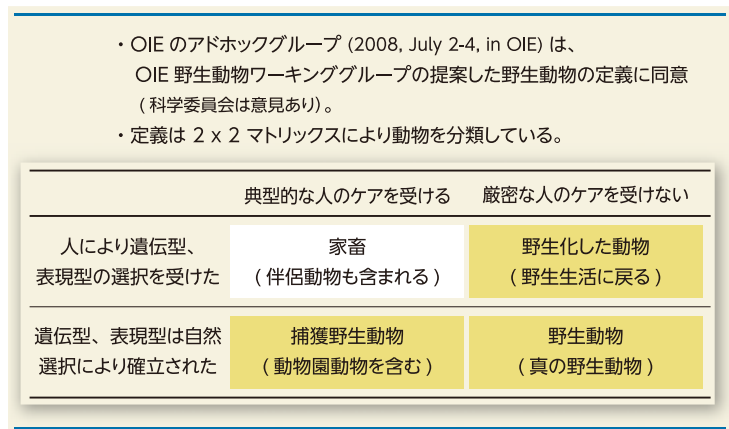 ・OIE のアドホックグループ (2008, July 2-4, in OIE) は、
OIE 野生動物ワーキンググループの提案した野生動物の定義に同意
( 科学委員会は意見あり)。
・定義は 2 x 2 マトリックスにより動物を分類している。
典型的な人のケアを受ける 厳密な人のケアを受けない
人により遺伝型、 家畜 野生化した動物
表現型の選択を受けた ( 伴侶動物も含まれる ) ( 野生生活に戻る )
遺伝型、表現型は自然 捕獲野生動物 野生動物
選択により確立された ( 動物園動物を含む ) ( 真の野生動物 )